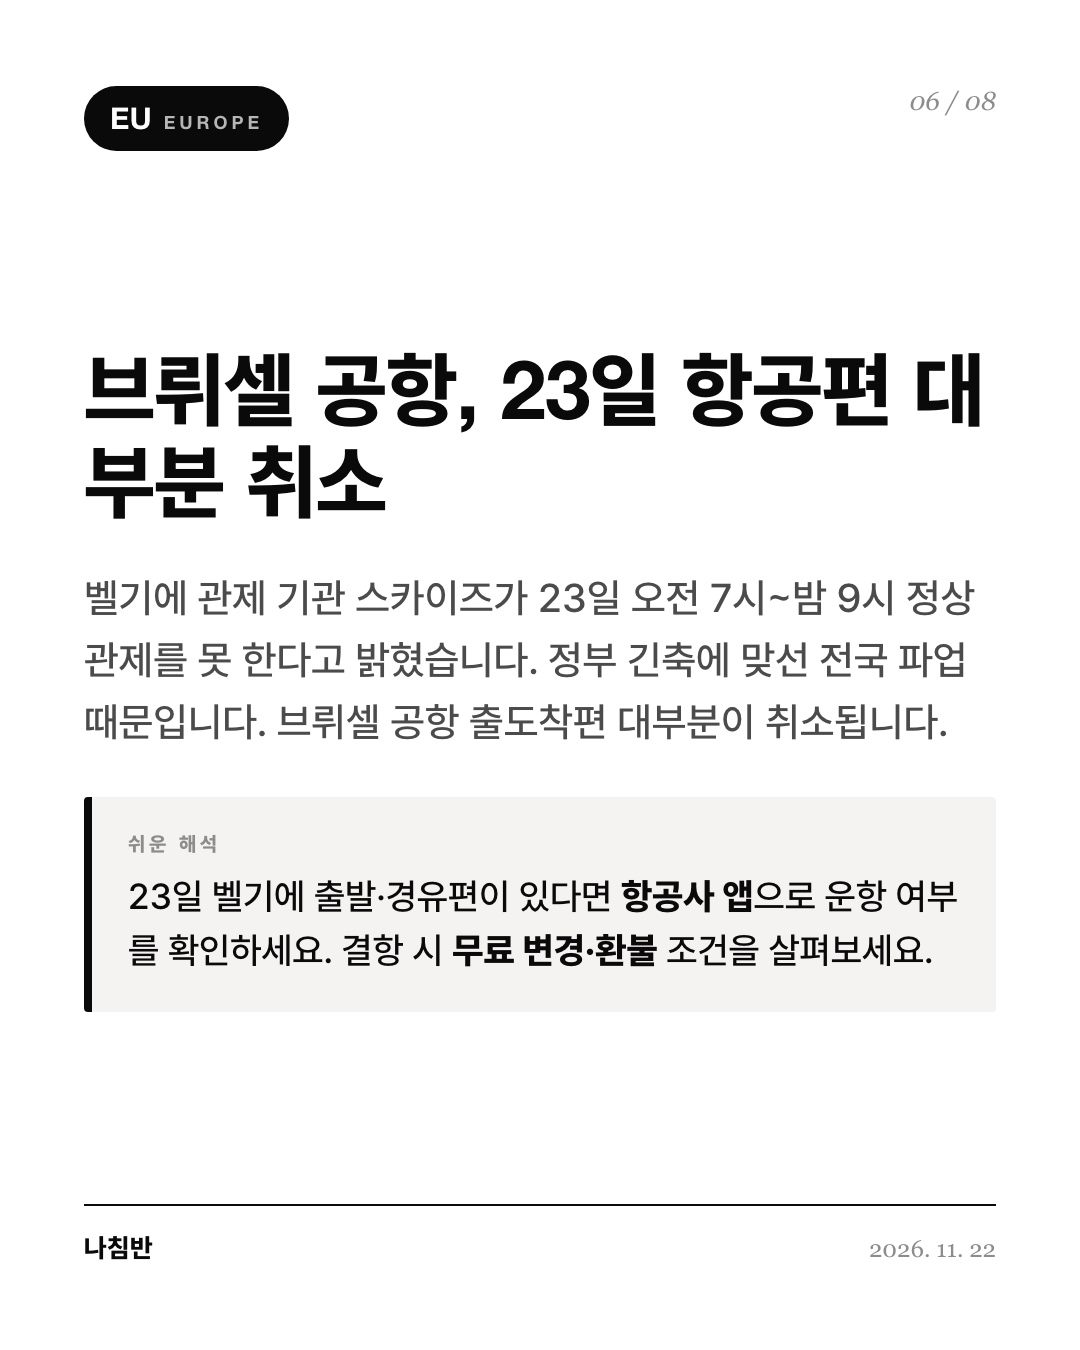 EU EUROPE
06 / 08
브뤼셀 공항, 23일 항공편 대
부분 취소
벨기에 관제 기관 스카이즈가 23일 오전 7시~밤 9시 정상
관제를 못 한다고 밝혔습니다. 정부 긴축에 맞선 전국 파업
때문입니다. 브뤼셀 공항 출도착편 대부분이 취소됩니다.
쉬운 해석
23일 벨기에 출발·경유편이 있다면 항공사 앱으로 운항 여부
를 확인하세요. 결항 시 무료 변경·환불 조건을 살펴보세요.
나침반
2026. 11. 22